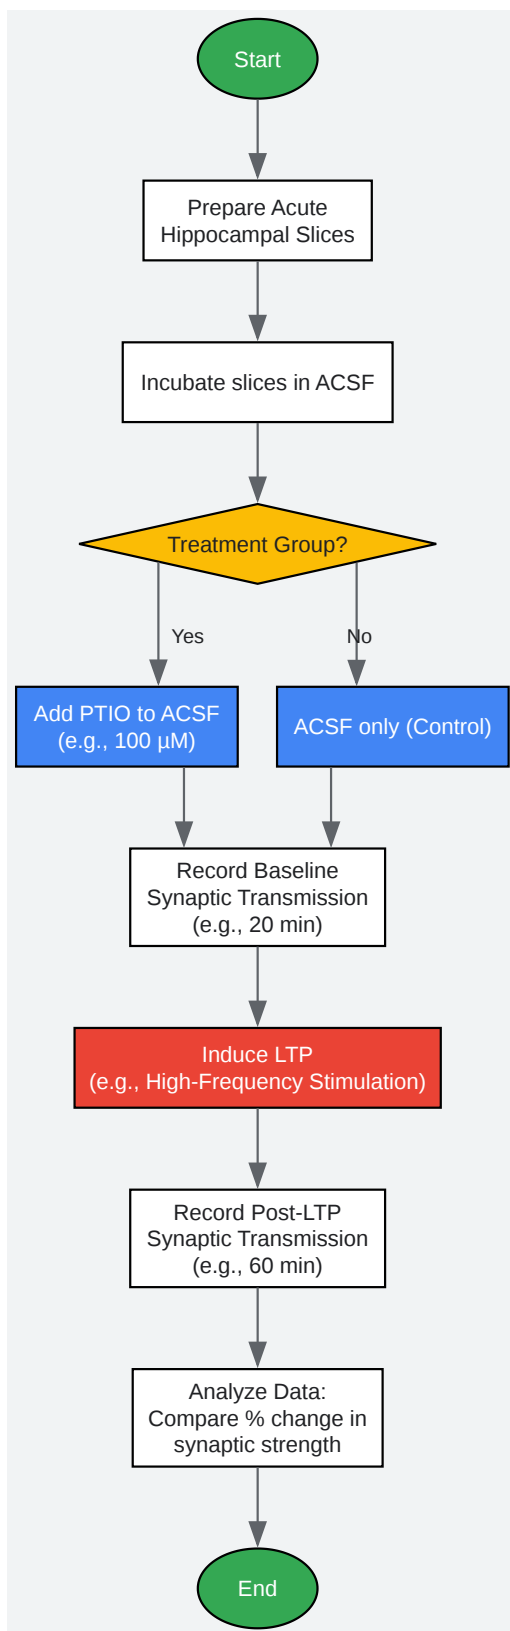 Start
Prepare Acute
Hippocampal Slices
Incubate slices in ACSF
Treatment Group?
Yes
No
Add PTIO to ACSF
(e.g., 100 µM)
ACSF only (Control)
Record Baseline
Synaptic Transmission
(e.g., 20 min)
Induce LTP
(e.g., High-Frequency Stimulation)
Record Post-LTP
Synaptic Transmission
(e.g., 60 min)
Analyze Data:
Compare % change in
synaptic strength
End